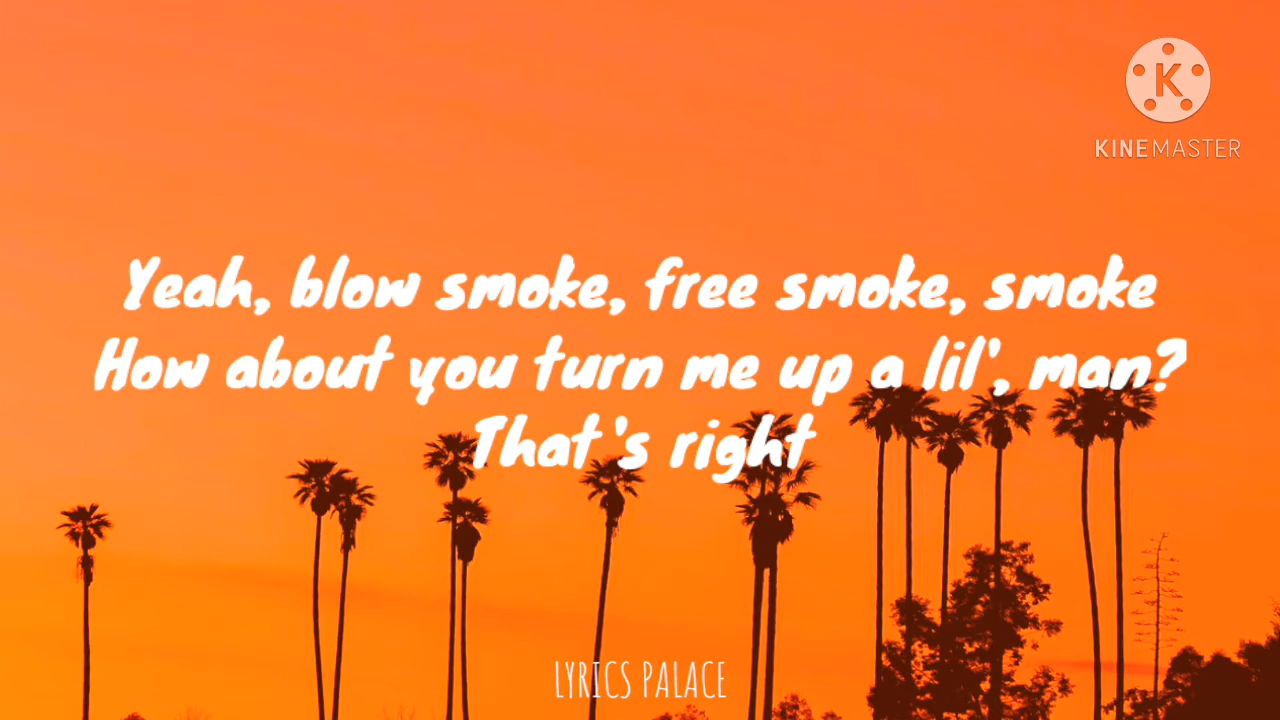 K
KINEMASTER
Yeah, blow smoke, free smoke, smoke
How about you turn me up a lil', man?
That's right
LYRICS PALACE